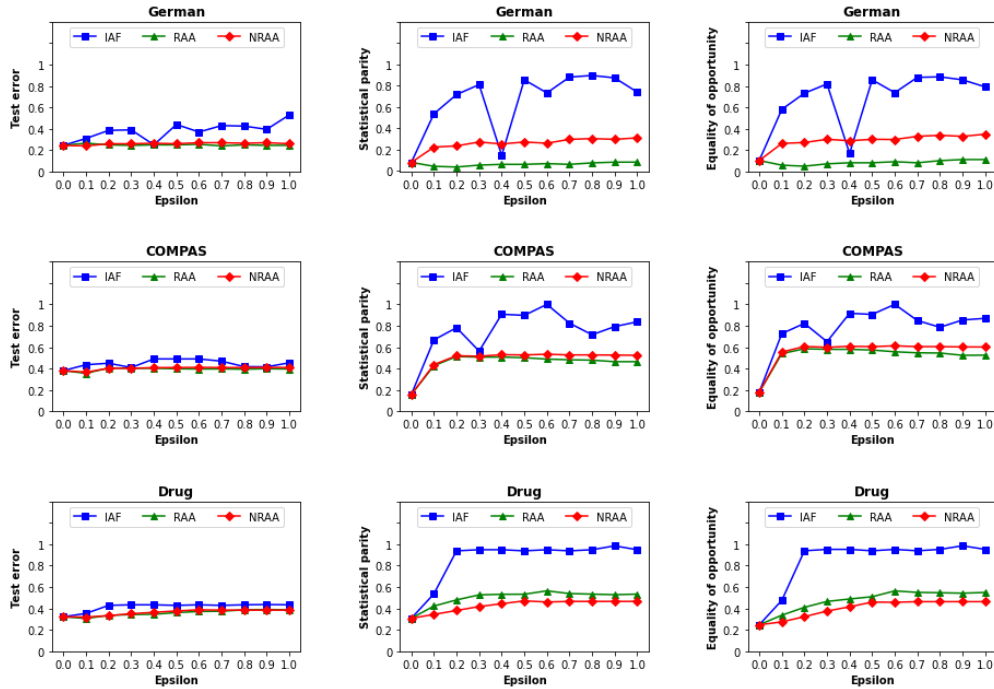 German
IAF RAA NRAA
Test error
1
0.8
0.6
0.4
0.2
0
0.0 0.1 0.2 0.3 0.4 0.5 0.6 0.7 0.8 0.9 1.0
Epsilon
German
IAF RAA NRAA
Statistical parity
1
0.8
0.6
0.4
0.2
0
0.0 0.1 0.2 0.3 0.4 0.5 0.6 0.7 0.8 0.9 1.0
Epsilon
German
IAF RAA NRAA
Equality of opportunity
1
0.8
0.6
0.4
0.2
0
0.0 0.1 0.2 0.3 0.4 0.5 0.6 0.7 0.8 0.9 1.0
Epsilon
COMPAS
IAF RAA NRAA
Test error
1
0.8
0.6
0.4
0.2
0
0.0 0.1 0.2 0.3 0.4 0.5 0.6 0.7 0.8 0.9 1.0
Epsilon
COMPAS
IAF RAA NRAA
Statistical parity
1
0.8
0.6
0.4
0.2
0
0.0 0.1 0.2 0.3 0.4 0.5 0.6 0.7 0.8 0.9 1.0
Epsilon
COMPAS
IAF RAA NRAA
Equality of opportunity
1
0.8
0.6
0.4
0.2
0
0.0 0.1 0.2 0.3 0.4 0.5 0.6 0.7 0.8 0.9 1.0
Epsilon
Drug
IAF RAA NRAA
Test error
1
0.8
0.6
0.4
0.2
0
0.0 0.1 0.2 0.3 0.4 0.5 0.6 0.7 0.8 0.9 1.0
Epsilon
Drug
IAF RAA NRAA
Statistical parity
1
0.8
0.6
0.4
0.2
0
0.0 0.1 0.2 0.3 0.4 0.5 0.6 0.7 0.8 0.9 1.0
Epsilon
Drug
IAF RAA NRAA
Equality of opportunity
1
0.8
0.6
0.4
0.2
0
0.0 0.1 0.2 0.3 0.4 0.5 0.6 0.7 0.8 0.9 1.0
Epsilon